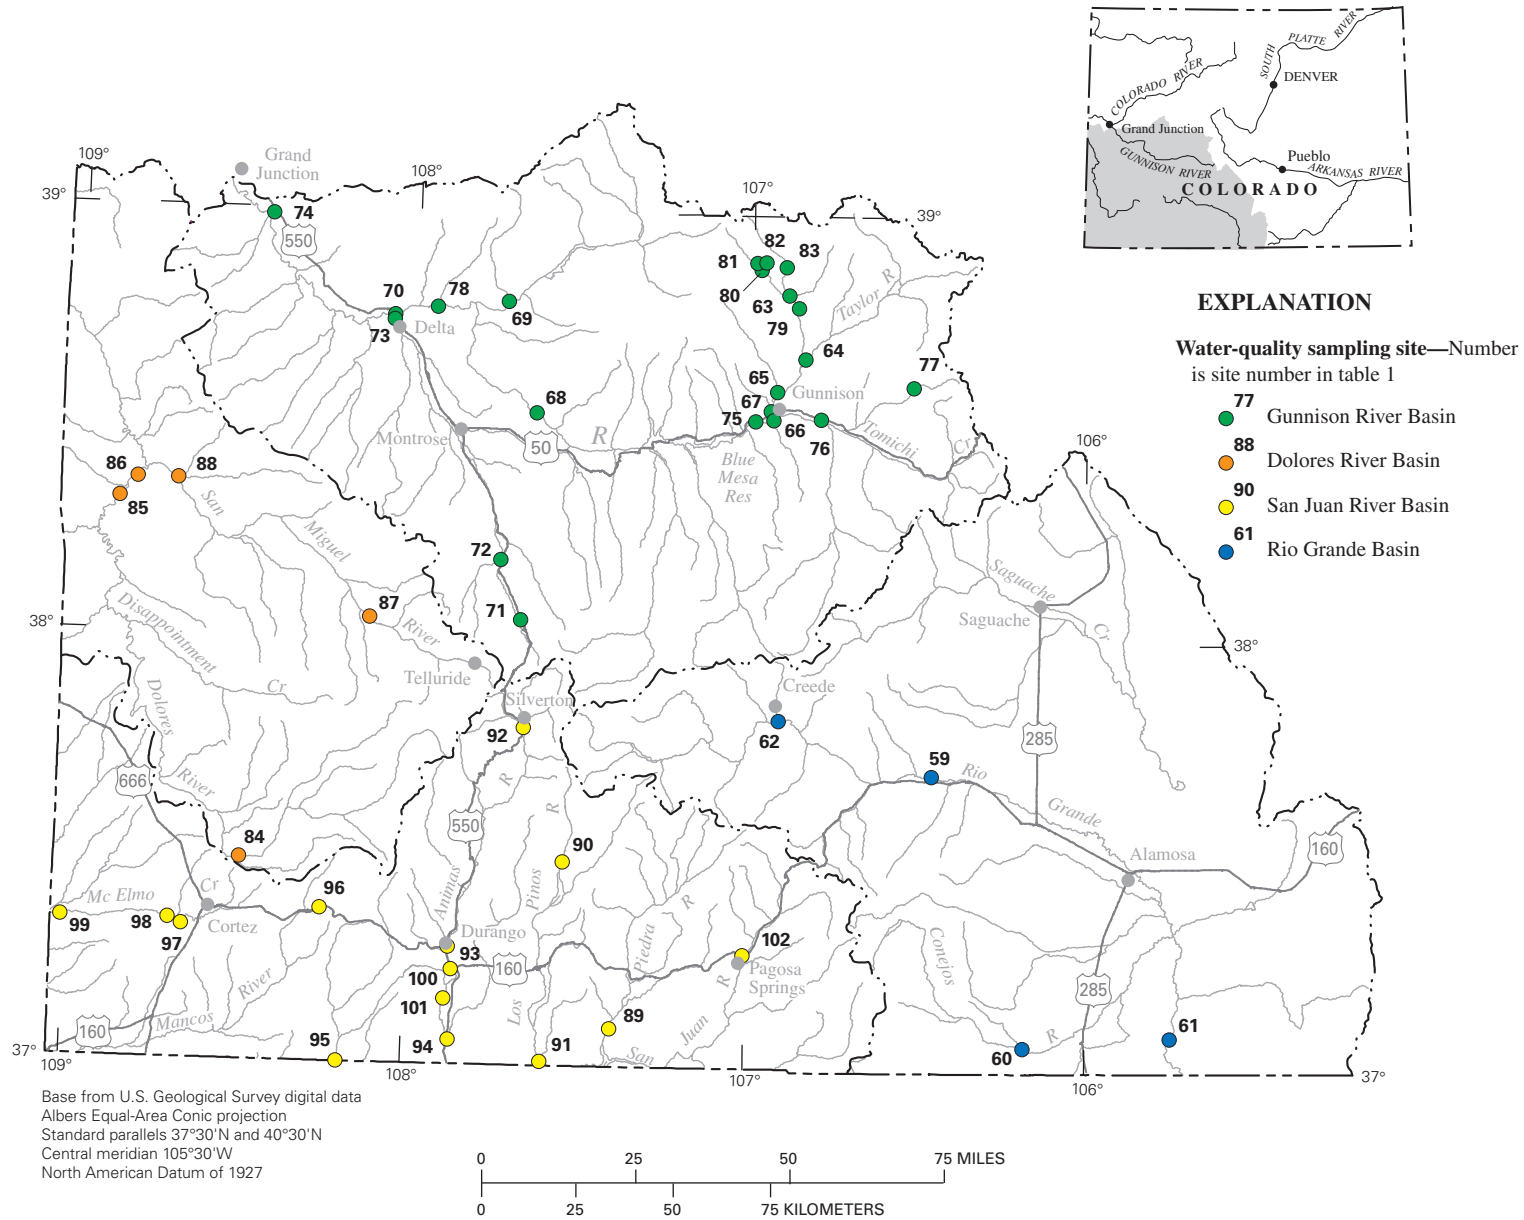 SOUTH
PLATTE
RIVER
DENVER
COLORADO RIVER
Grand Junction
GUNNISON RIVER
Pueblo
ARKANSAS RIVER
COLORADO
EXPLANATION
Water-quality sampling site—Number
is site number in table 1
77
Gunnison River Basin
88
Dolores River Basin
90
San Juan River Basin
61
Rio Grande Basin
109°
39°
Grand
Junction
108°
107°
39°
74
550
82
81
83
80
63
79
Taylor R
70
78
69
73
Delta
64
77
65
Gunnison
67
68
75
66
76
Tomichi
Cr
Montrose
50
R
Blue
Mesa
Res
106°
86
88
85
San
Miguel
River
72
71
87
Disappointment
Cr
38°
Telluride
Silverton
92
Saguache
Cr
Saguache
38°
Creede
62
Dolores
River
666
285
59
Rio
Grande
R
R
550
90
84
Alamosa
160
Mc Elmo
Cr
96
99
98
97
Cortez
Animas
Pinos
Los
Durango
93
Piedra
R
102
Pagosa
Springs
R
100
101
160
Conejos
R
285
Mancos
River
160
95
94
91
89
San
Juan
60
61
37°
109°
108°
107°
106°
37°
Base from U.S. Geological Survey digital data
Albers Equal-Area Conic projection
Standard parallels 37°30'N and 40°30'N
Central meridian 105°30'W
North American Datum of 1927
0 25 50 75 MILES
0 25 50 75 KILOMETERS